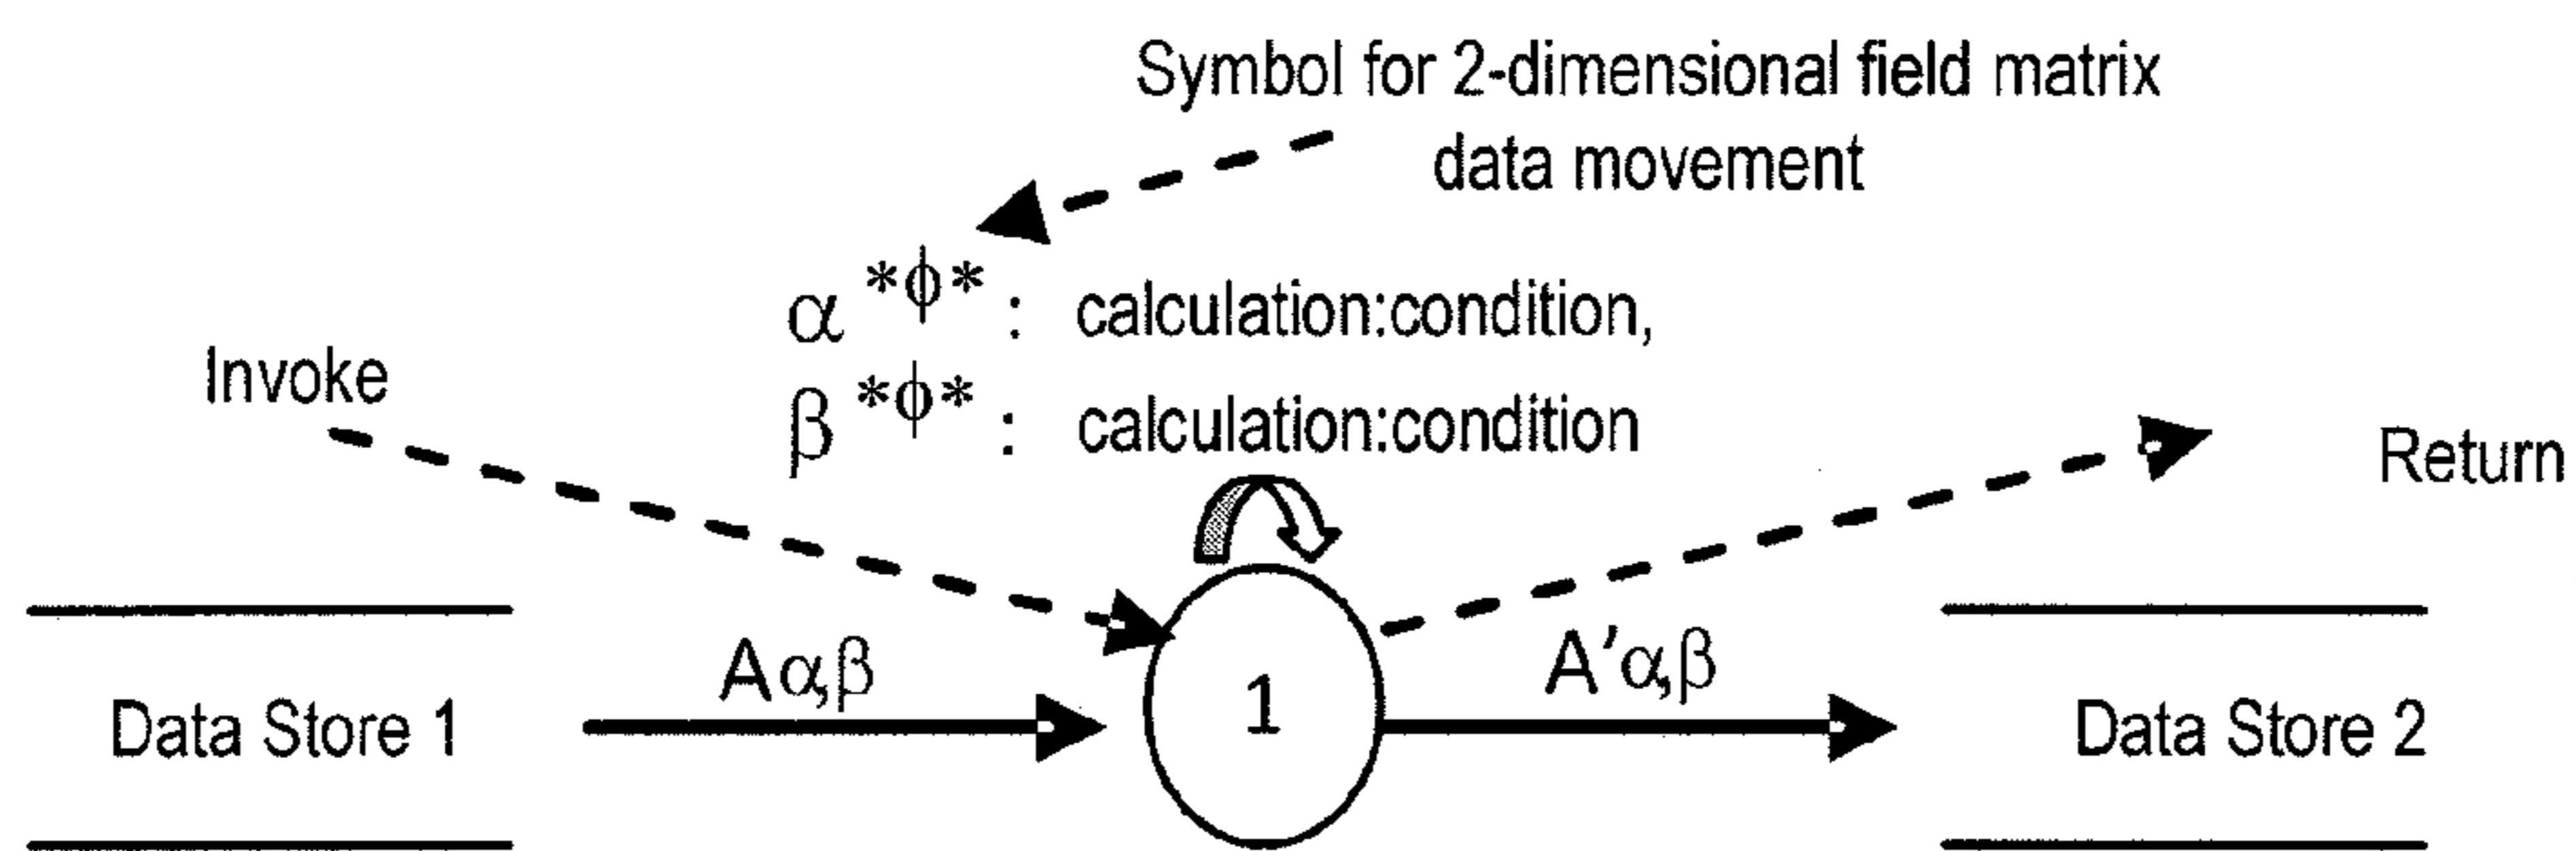 Symbol for 2-dimensional field matrix
data movement
α *ϕ* : calculation:condition,
Invoke
β *ϕ* : calculation:condition
Return
Aα,β
A′α,β
Data Store 1
1
Data Store 2